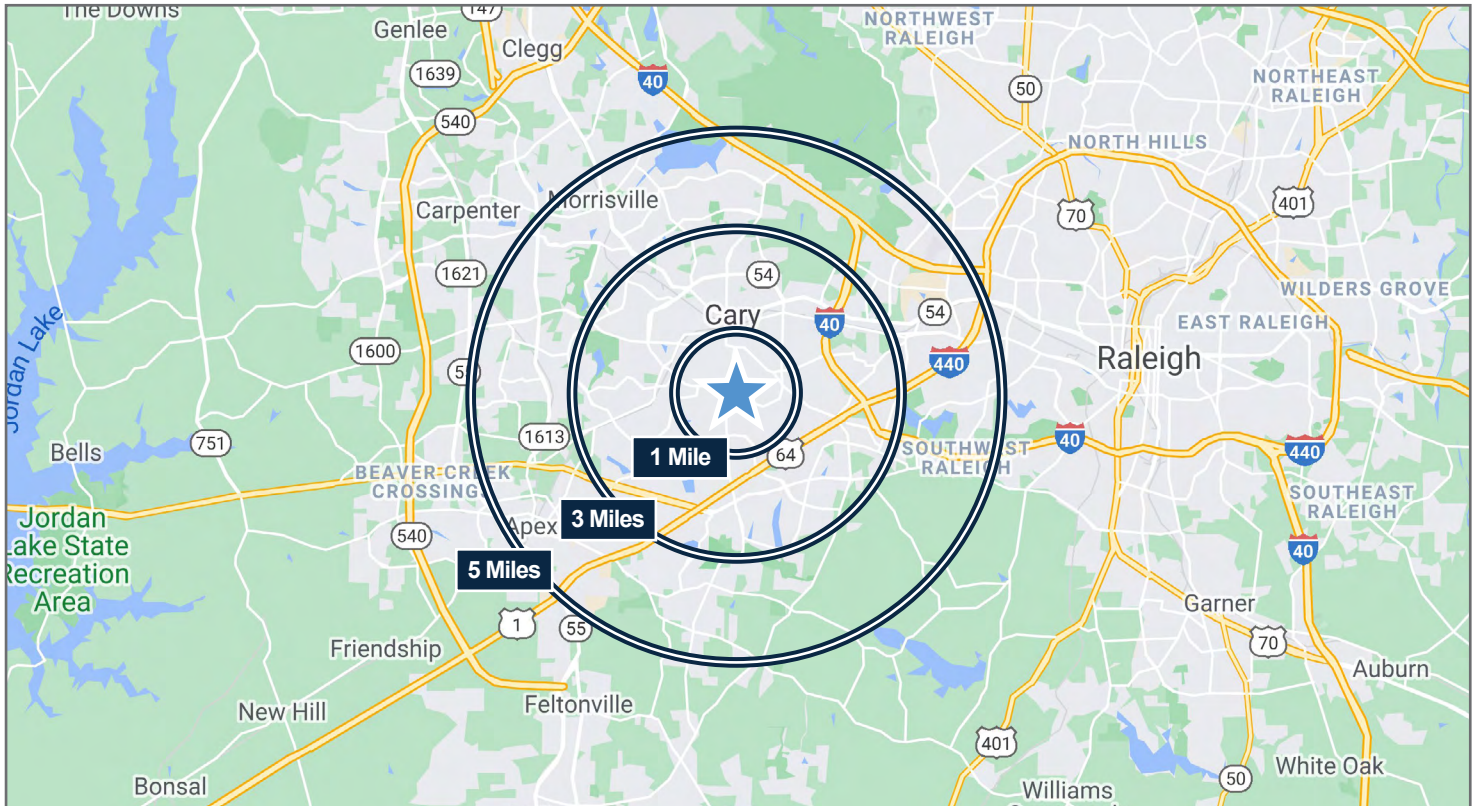 The Downs
147
Genlee
Clegg
NORTHWEST
RALEIGH
1639
40
50
NORTHEAST
RALEIGH
540
NORTH HILLS
Morrisville
Carpenter
70
401
1621
54
WILDERS GROVE
Jordan Lake
Cary
40
54
EAST RALEIGH
1600
440
Raleigh
1613
40
751
Bells
1 Mile
64
SOUTHWEST
RALEIGH
440
BEAVER CREEK
CROSSINGS
SOUTHEAST
RALEIGH
Jordan
Lake State
Recreation
Area
Apex
3 Miles
540
40
5 Miles
1
55
Garner
70
Friendship
Auburn
New Hill
Feltonville
401
White Oak
50
Bonsal
Williams